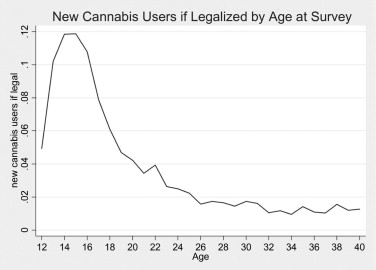 New Cannabis Users if Legalized by Age at Survey
new cannabis users if legal
.12
.1
.08
.06
.04
.02
0
12 14 16 18 20 22 24 26 28 30 32 34 36 38 40
Age